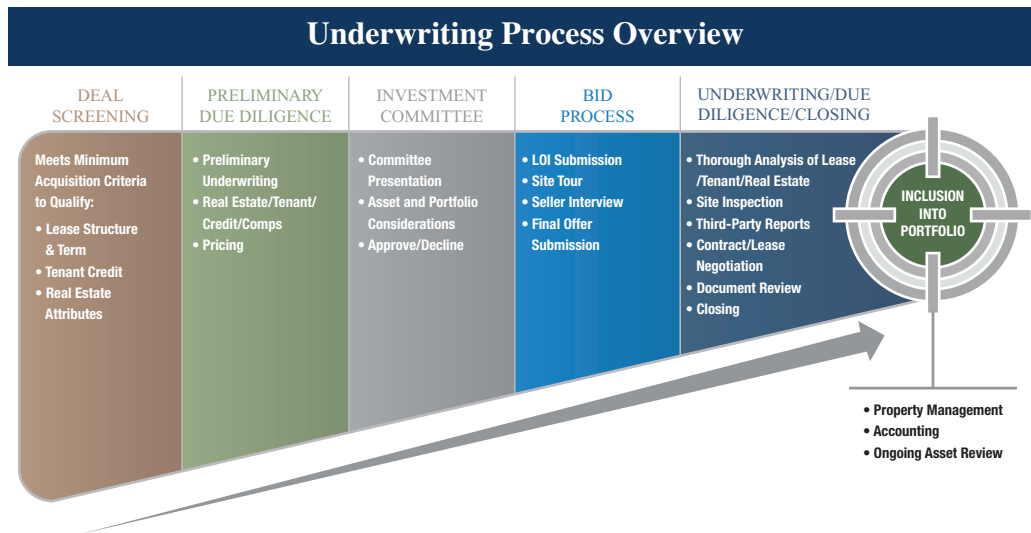 Underwriting Process Overview
DEAL
SCREENING
Meets Minimum
Acquisition Criteria
to Qualify:
• Lease Structure
& Term
• Tenant Credit
• Real Estate
Attributes
PRELIMINARY
DUE DILIGENCE
• Preliminary
Underwriting
• Real Estate/Tenant/
Credit/Comps
• Pricing
INVESTMENT
COMMITTEE
• Committee
Presentation
• Asset and Portfolio
Considerations
• Approve/Decline
BID
PROCESS
• LOI Submission
• Site Tour
• Seller Interview
• Final Offer
Submission
UNDERWRITING/DUE
DILIGENCE/CLOSING
• Thorough Analysis of Lease
/Tenant/Real Estate
• Site Inspection
• Third-Party Reports
• Contract/Lease
Negotiation
• Document Review
• Closing
INCLUSION
INTO
PORTFOLIO
• Property Management
• Accounting
• Ongoing Asset Review